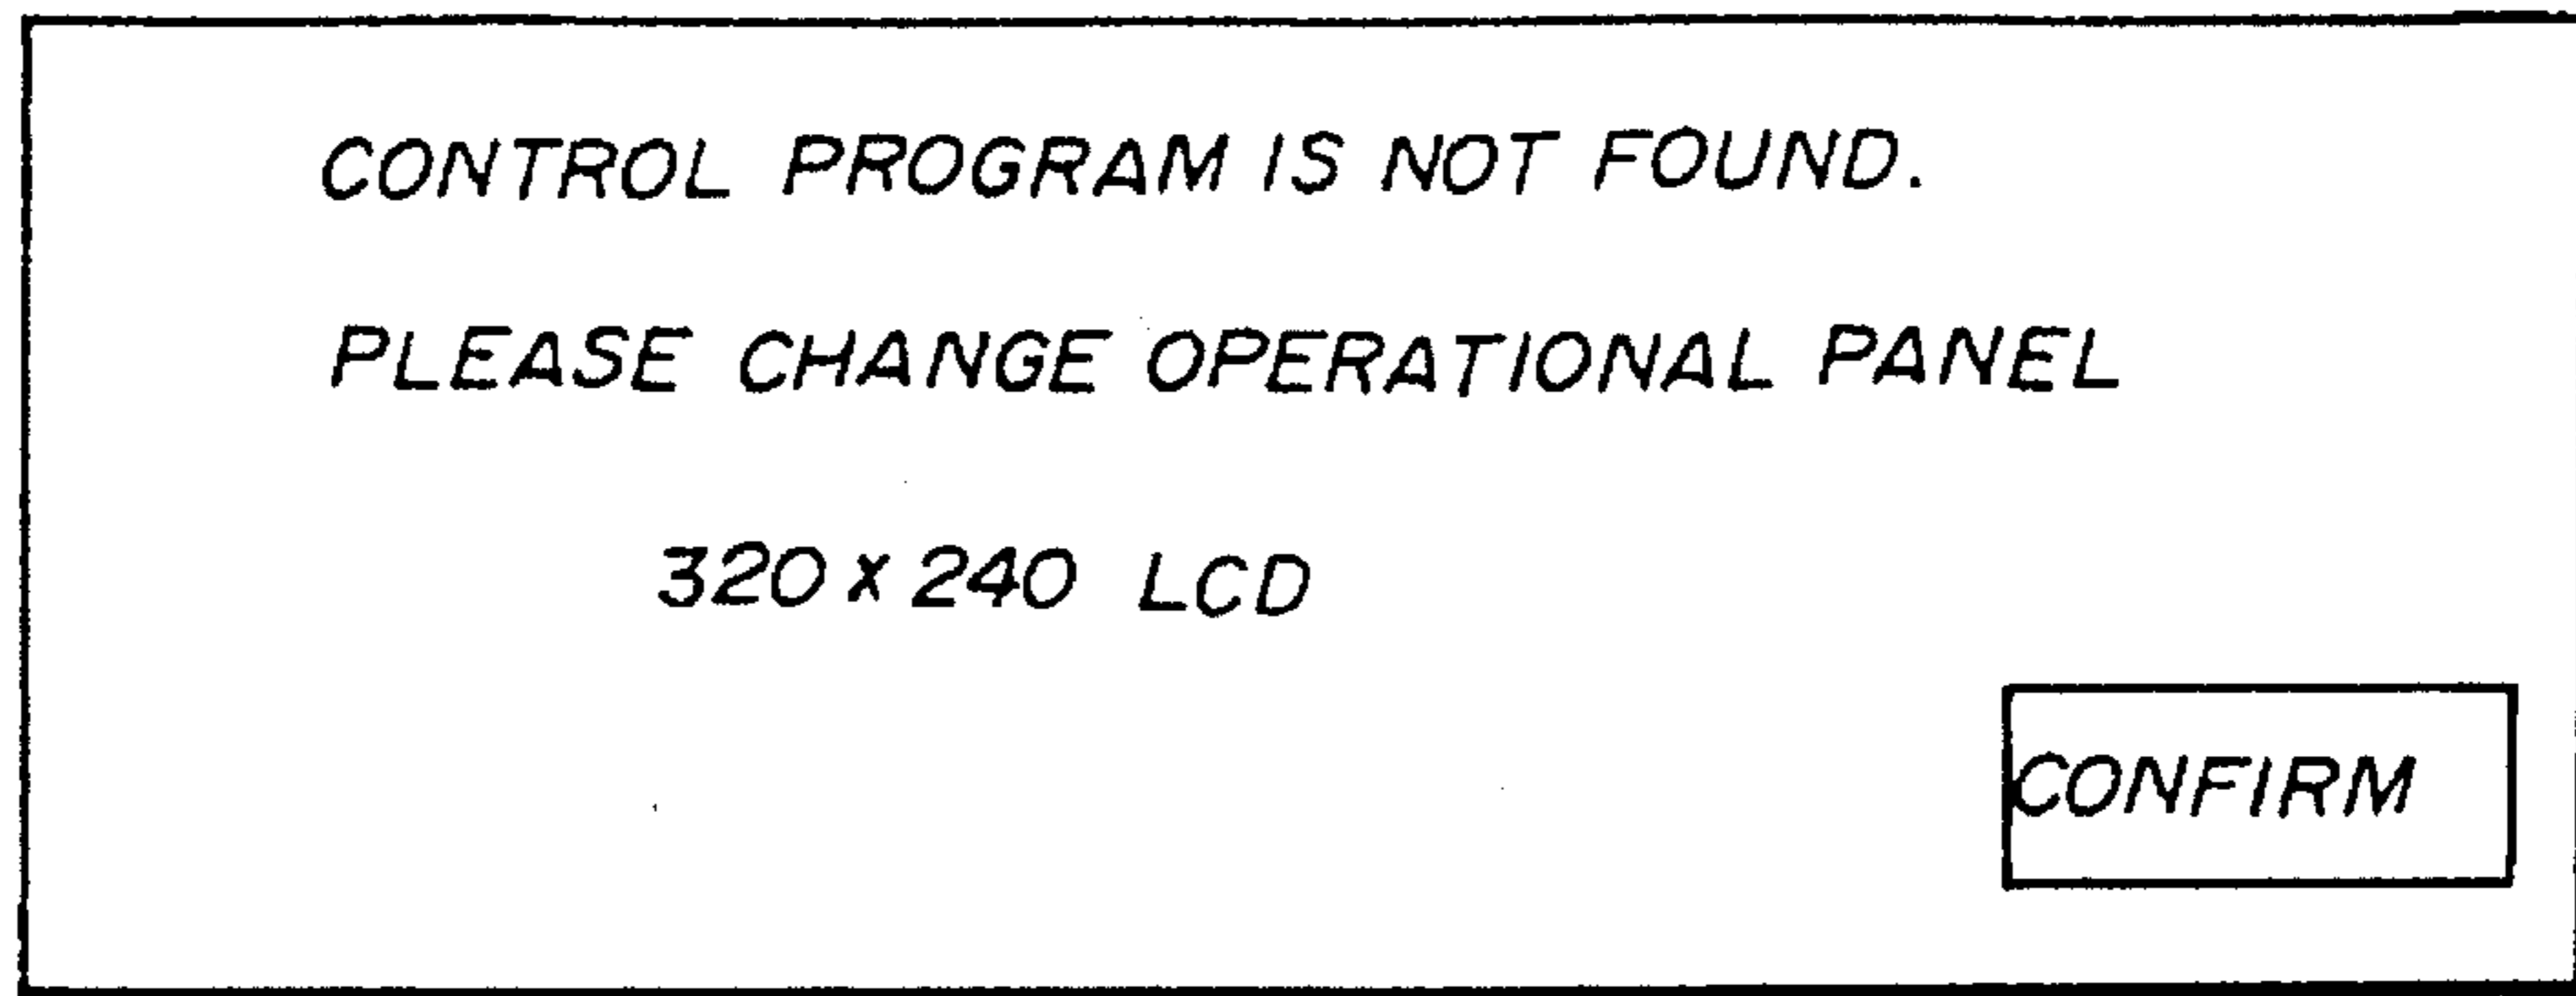 CONTROL PROGRAM IS NOT FOUND.
PLEASE CHANGE OPERATIONAL PANEL
320 x 240 LCD
CONFIRM